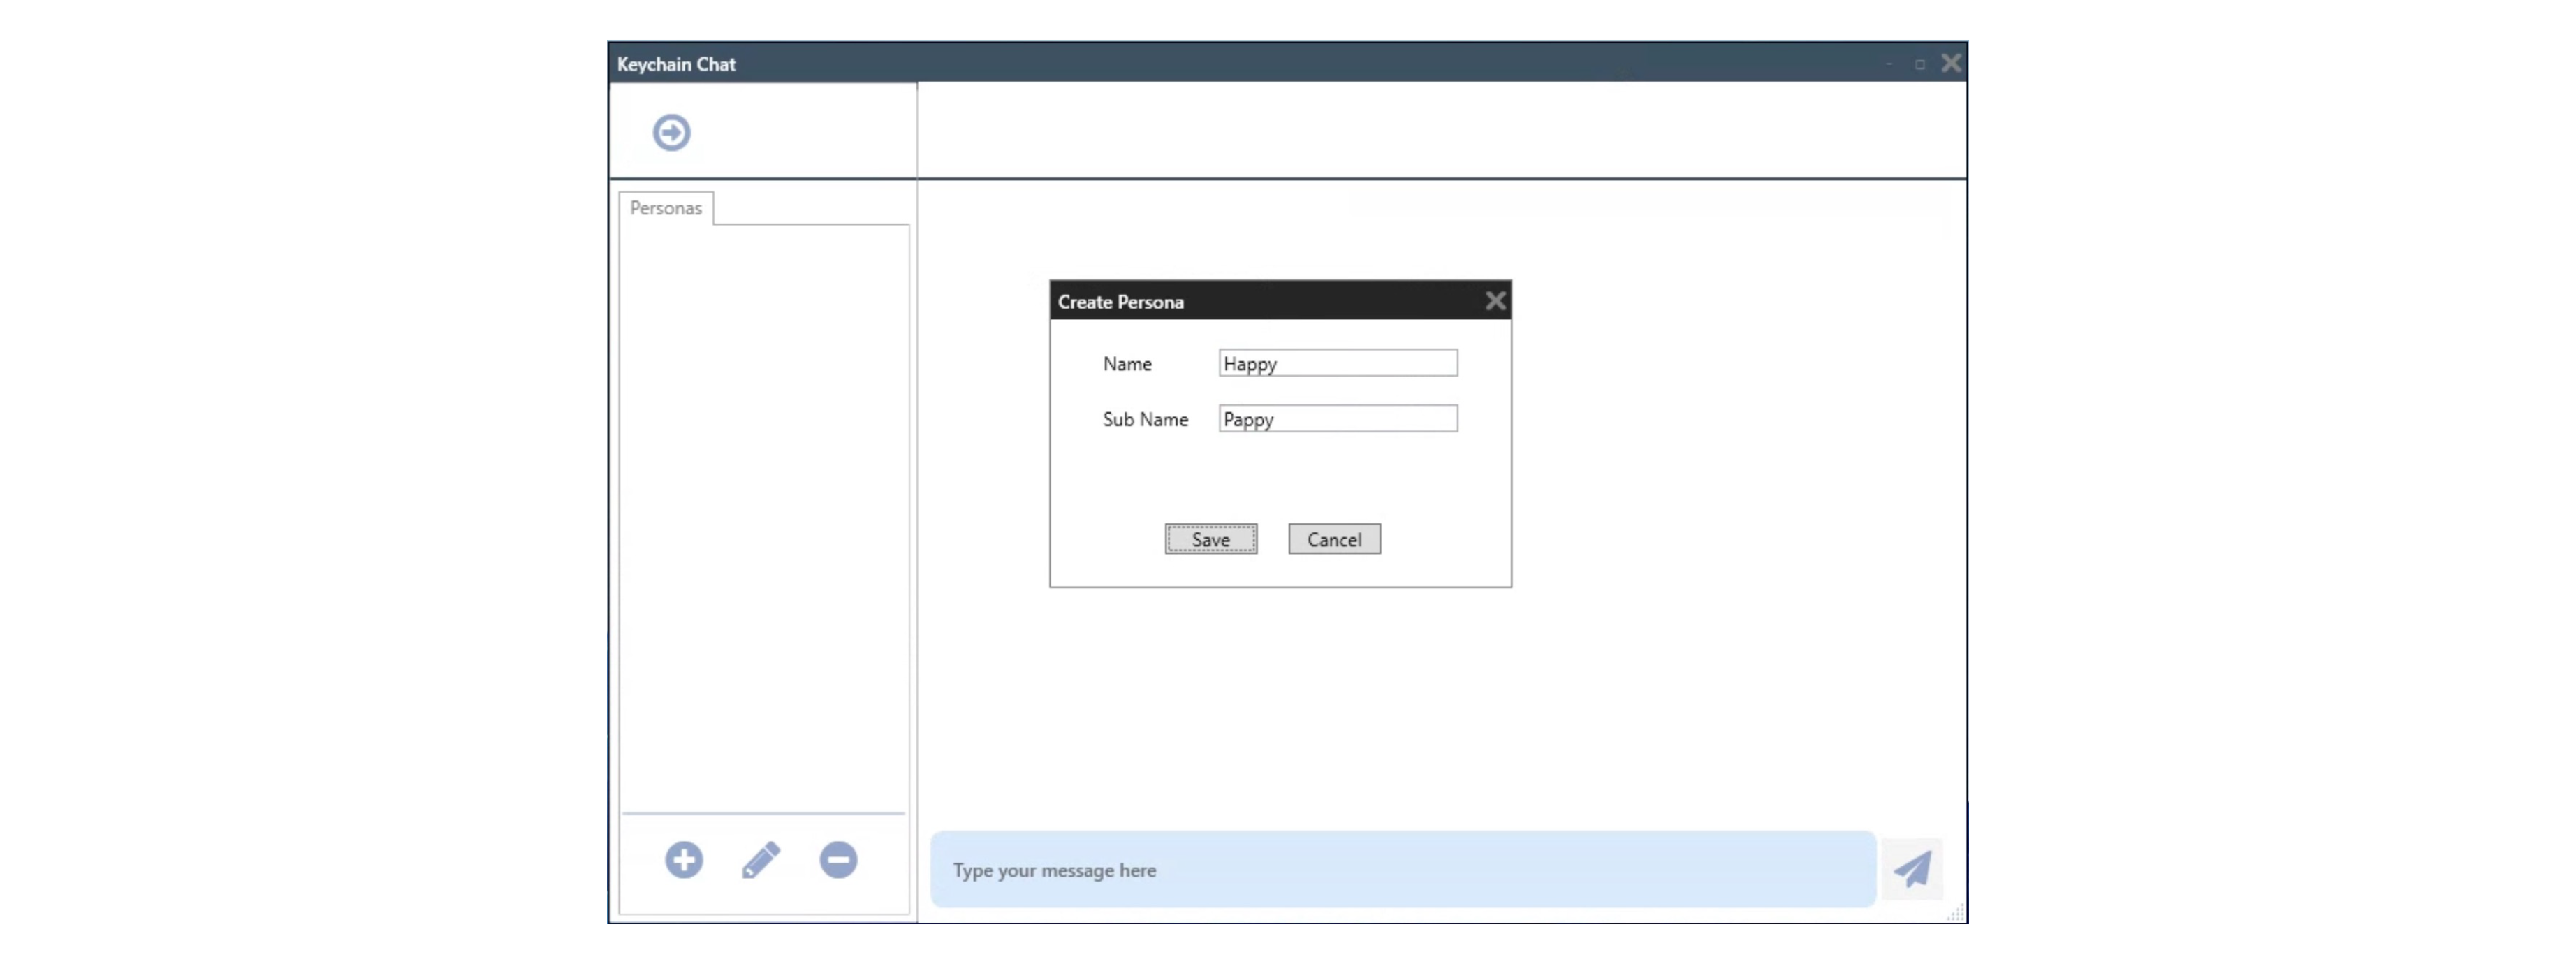 Keychain Chat
Personas
Create Persona
Name Happy
Sub Name Pappy
Save Cancel
Type your message here